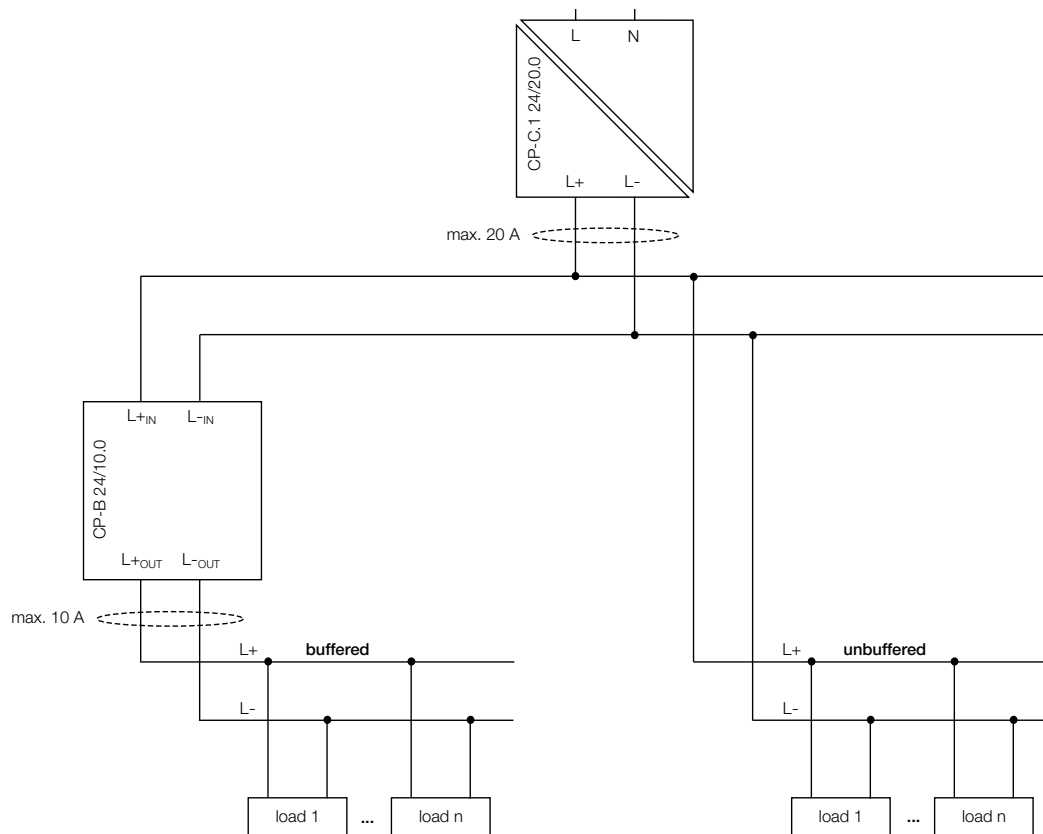 L N
CP-C.1 24/20.0
L+ L-
max. 20 A
L+IN L-IN
CP-B 24/10.0
L+OUT L-OUT
max. 10 A
L+ buffered
L-
load 1 ... load n
L+ unbuffered
L-
load 1 ... load n